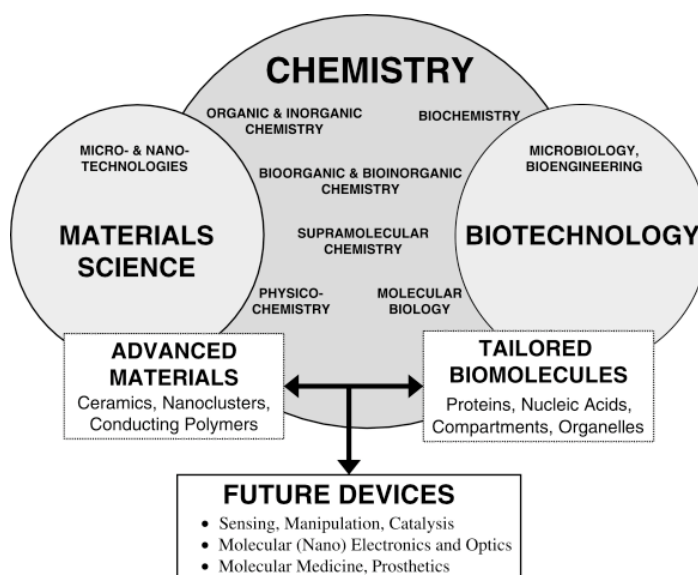 CHEMISTRY
ORGANIC & INORGANIC
CHEMISTRY
BIOCHEMISTRY
MICRO- & NANO-
TECHNOLOGIES
MICROBIOLOGY,
BIOENGINEERING
BIOORGANIC & BIOINORGANIC
CHEMISTRY
MATERIALS
SCIENCE
SUPRAMOLECULAR
CHEMISTRY
BIOTECHNOLOGY
PHYSICO-
CHEMISTRY
MOLECULAR
BIOLOGY
ADVANCED
MATERIALS
Ceramics, Nanoclusters,
Conducting Polymers
TAILORED
BIOMOLECULES
Proteins, Nucleic Acids,
Compartments, Organelles
FUTURE DEVICES
• Sensing, Manipulation, Catalysis
• Molecular (Nano) Electronics and Optics
• Molecular Medicine, Prosthetics